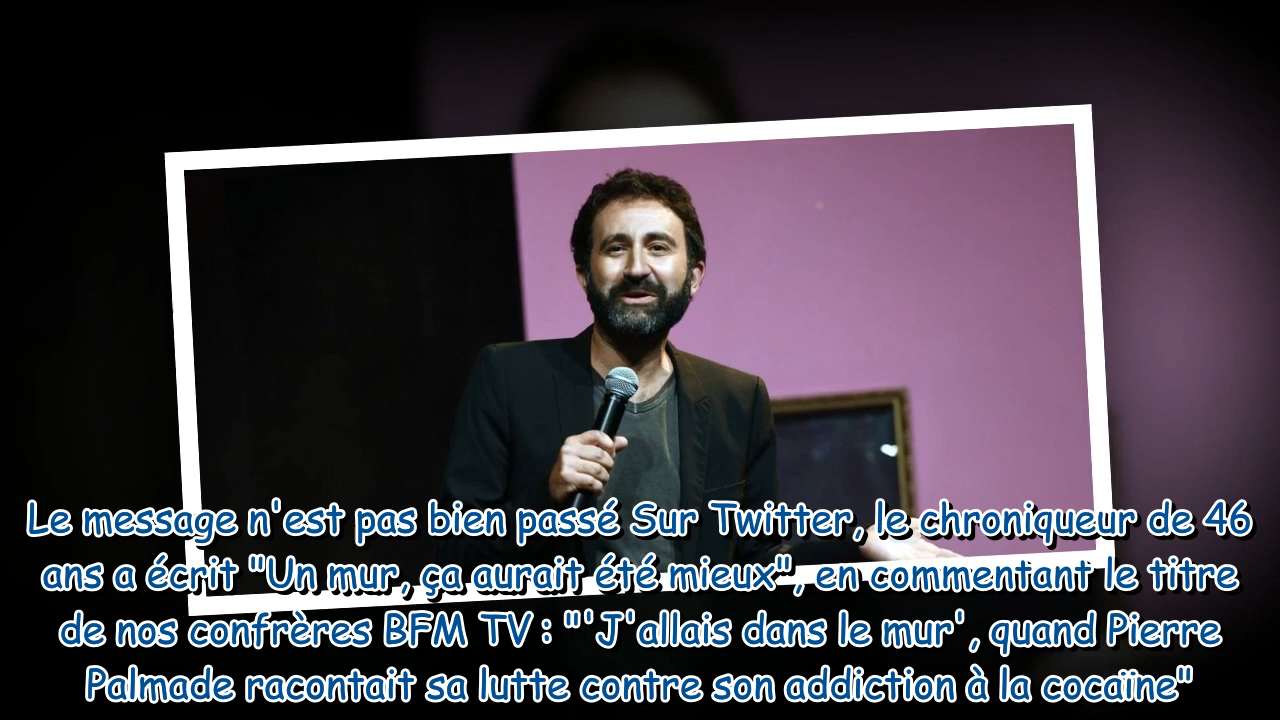 Le message n'est pas bien passé Sur Twitter, le chroniqueur de 46
ans a écrit "Un mur, ça aurait été mieux", en commentant le titre
de nos confrères BFM TV : "'J'allais dans le mur', quand Pierre
Palmade racontait sa lutte contre son addiction à la cocaïne"